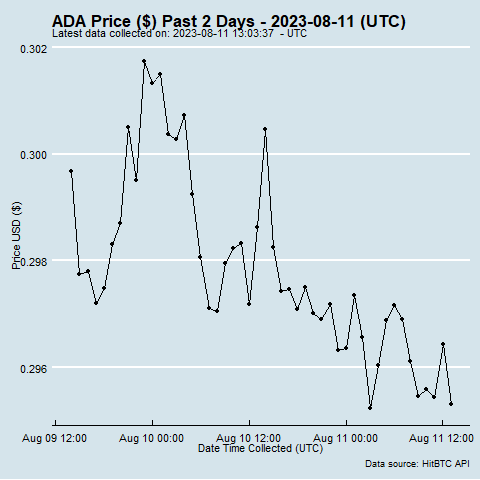 ADA Price ($) Past 2 Days - 2023-08-11 (UTC)
Latest data collected on: 2023-08-11 13:03:37  - UTC
0.302
0.300
0.298
0.296
Price USD ($)
Aug 09 12:00
Aug 10 00:00
Aug 10 12:00
Aug 11 00:00
Aug 11 12:00
Date Time Collected (UTC)
Data source: HitBTC API